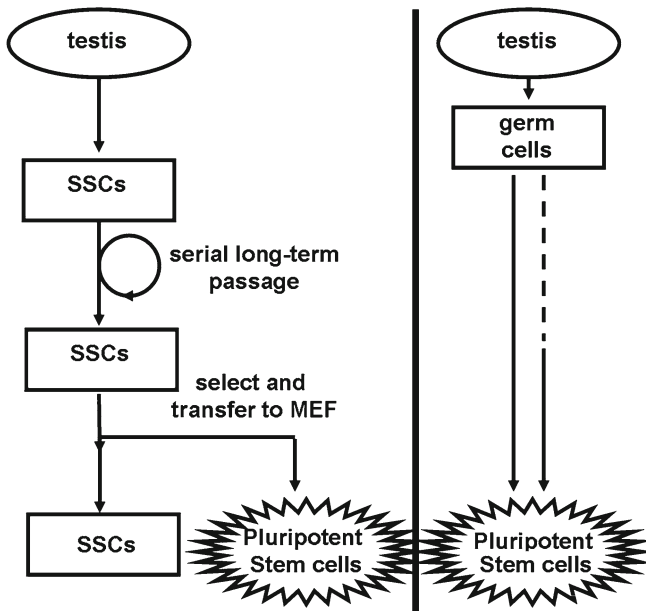 testis
SSCs
serial long-term
passage
SSCs
select and
transfer to MEF
SSCs
Pluripotent
Stem cells
testis
germ
cells
Pluripotent
Stem cells